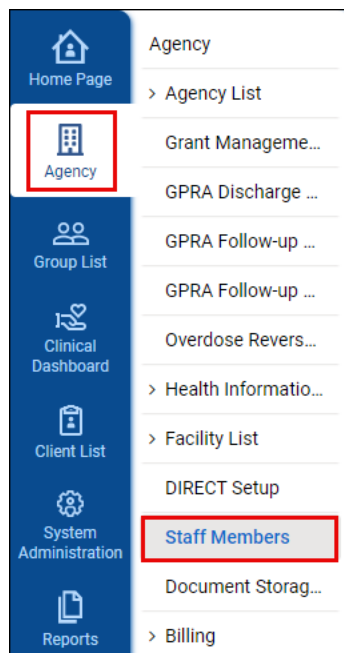 Home Page
Agency
Group List
Clinical
Dashboard
Client List
System
Administration
Reports
Agency
> Agency List
Grant Manageme...
GPRA Discharge ...
GPRA Follow-up ...
GPRA Follow-up ...
Overdose Revers...
> Health Informatio...
> Facility List
DIRECT Setup
Staff Members
Document Storag...
> Billing